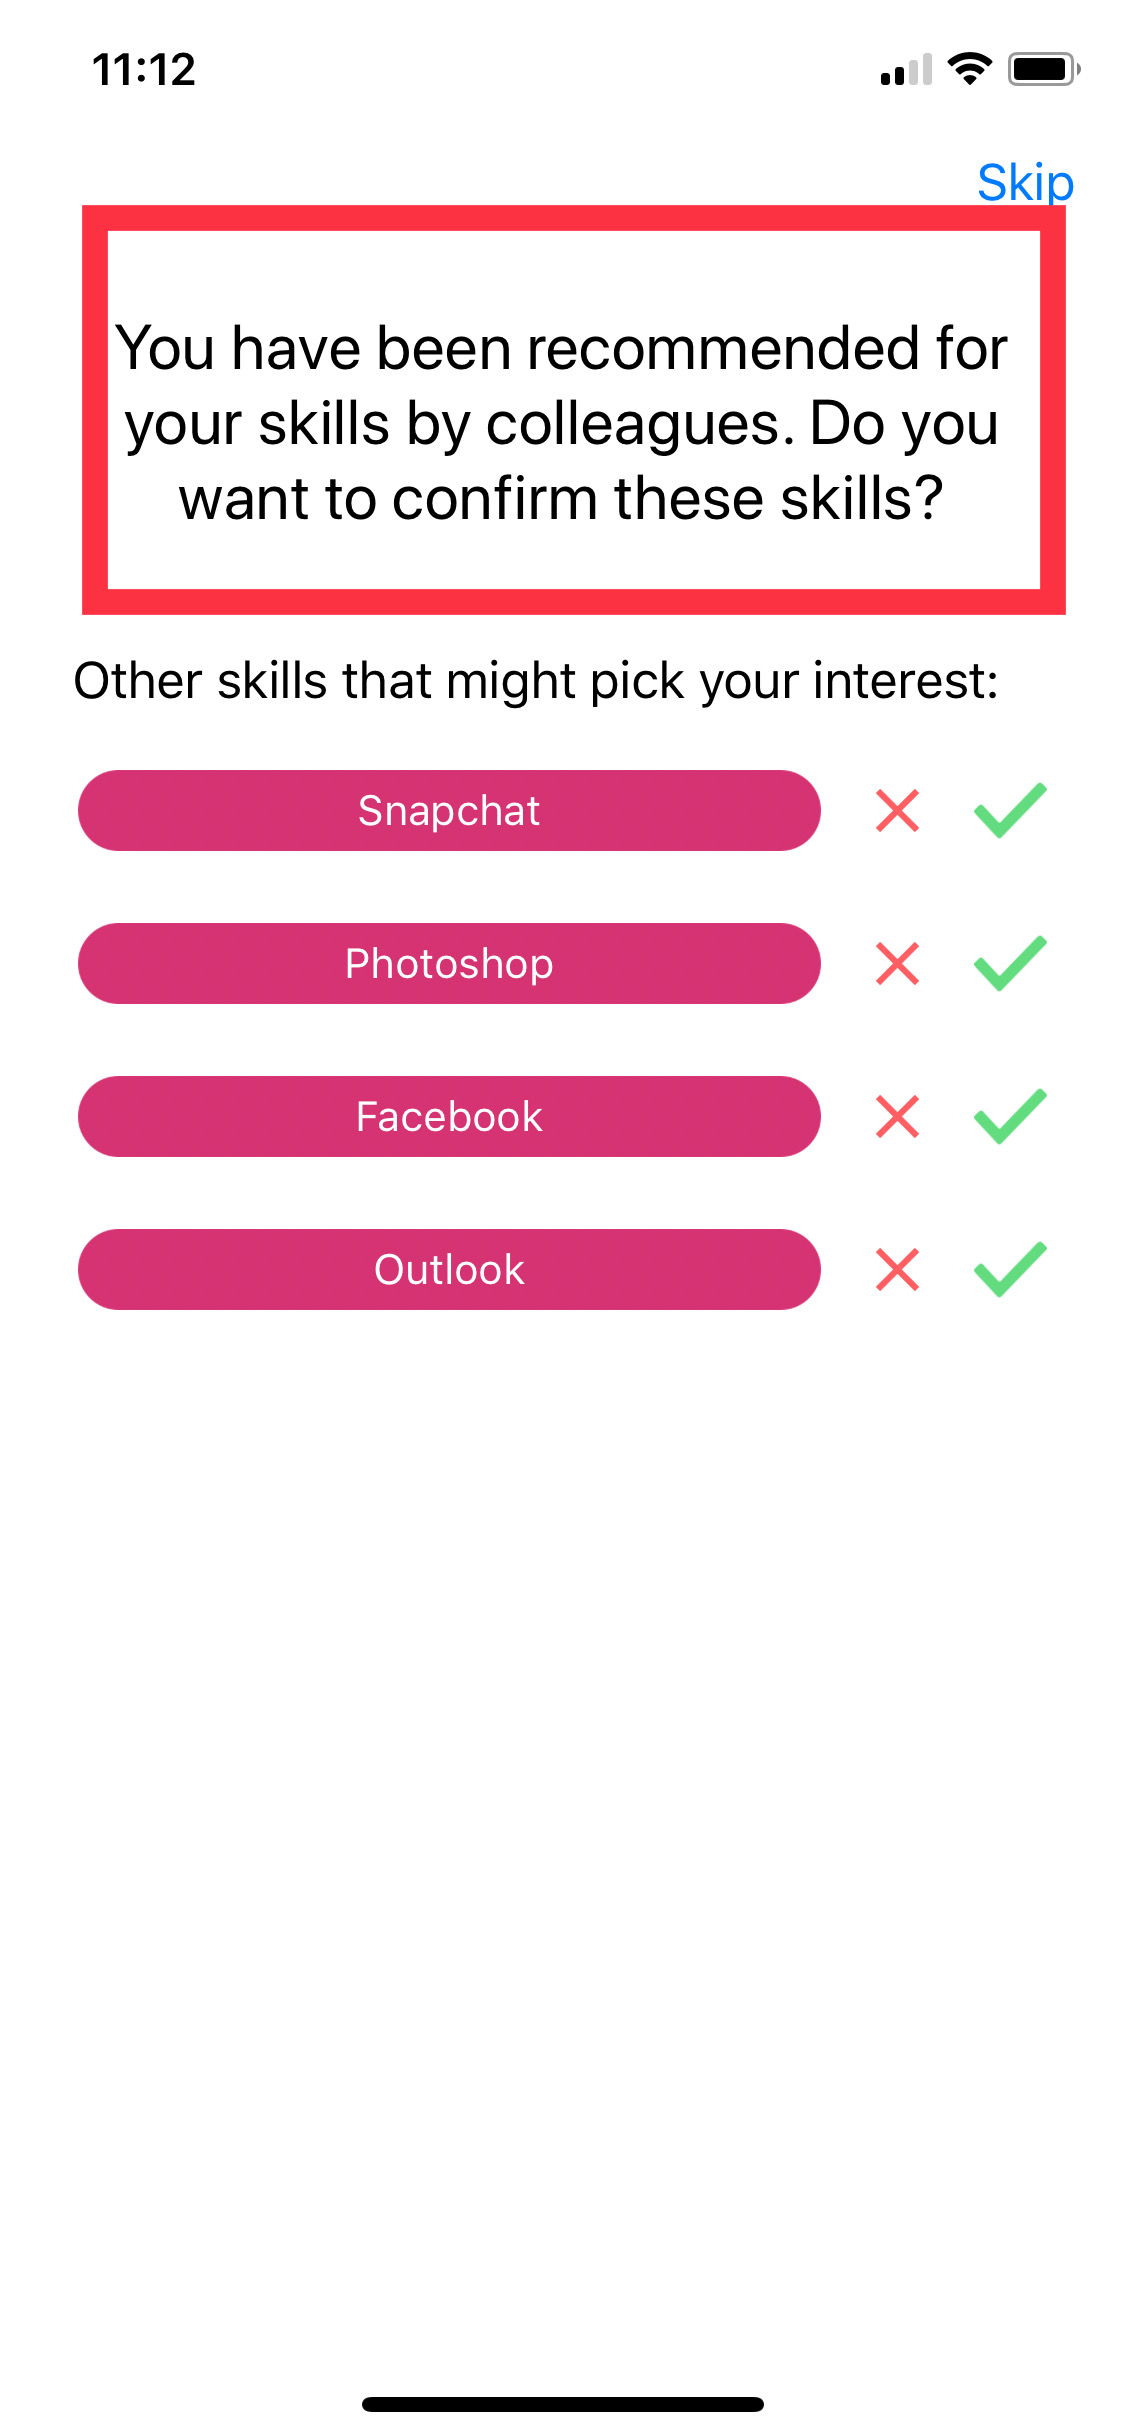 11:12
Skip
You have been recommended for
your skills by colleagues. Do you
want to confirm these skills?
Other skills that might pick your interest:
Snapchat
Photoshop
Facebook
Outlook